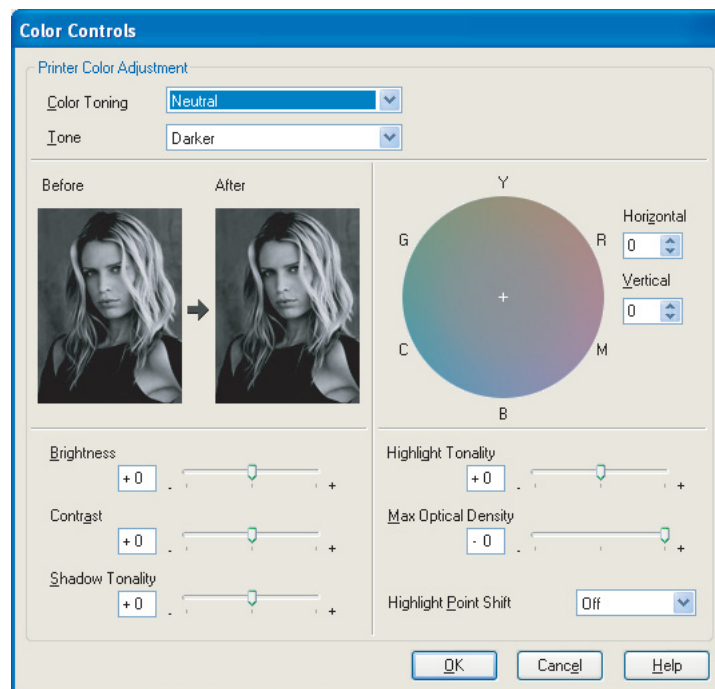 Color Controls
Printer Color Adjustment
Color Toning
Neutral
Tone
Darker
Before
After
Y
G
R
C
M
B
Horizontal
0
Vertical
0
Brightness
+ 0
- +
Contrast
+ 0
- +
Shadow Tonality
+ 0
- +
Highlight Tonality
+ 0
- +
Max Optical Density
- 0
- +
Highlight Point Shift
Off
OK
Cancel
Help